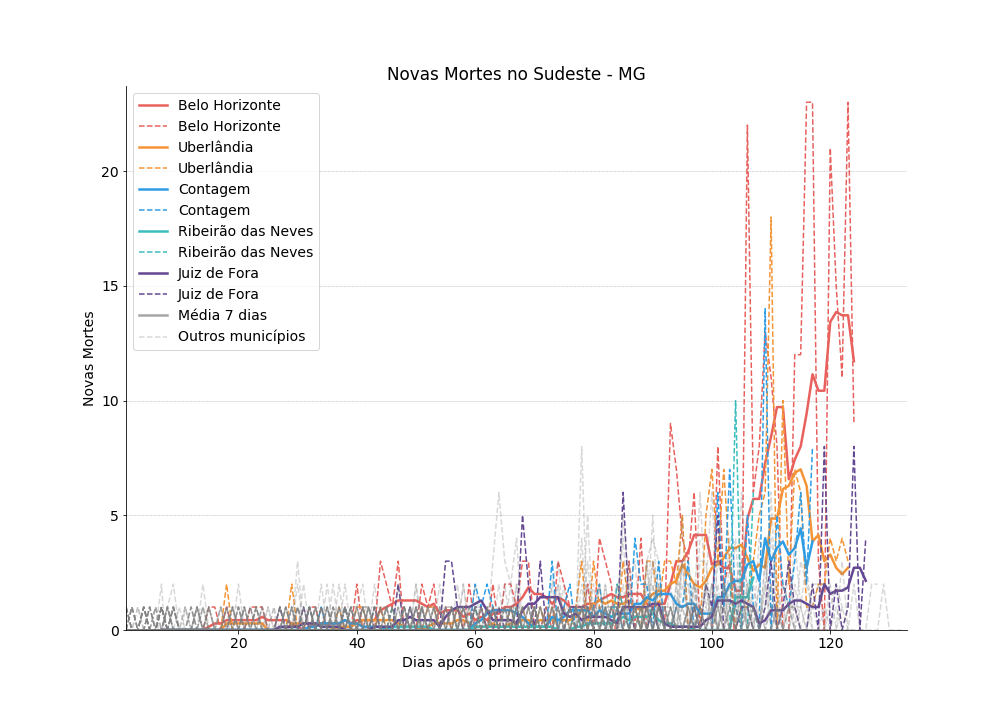 Novas Mortes no Sudeste - MG
Belo Horizonte
Belo Horizonte
Uberlândia
Uberlândia
Contagem
Contagem
Ribeirão das Neves
Ribeirão das Neves
Juiz de Fora
Juiz de Fora
Média 7 dias
Outros municípios
Novas Mortes
20
15
10
5
0
20
40
60
80
100
120
Dias após o primeiro confirmado